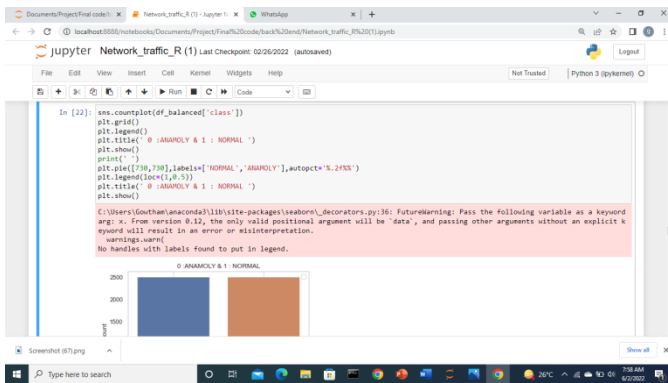 Documents/Project/Final code/b
Network_traffic_R (1) - Jupyter N
WhatsApp
localhost:8888/notebooks/Documents/Project/Final%20code/back%20end/Network_traffic_R%20(1).ipynb
jupyter Network_traffic_R (1) Last Checkpoint: 02/26/2022 (autosaved)
Logout
File Edit View Insert Cell Kernel Widgets Help
Not Trusted
Python 3 (ipykernel)
Run
Code
In [22]: sns.countplot(df_balanced['class'])
plt.grid()
plt.legend()
plt.title(' 0 :ANAMOLY & 1 : NORMAL ')
plt.show()
print(' ')
plt.pie([730,730],labels=['NORMAL','ANAMOLY'],autopct='%.2f%%')
plt.legend(loc=(1,0.5))
plt.title(' 0 :ANAMOLY & 1 : NORMAL ')
plt.show()
C:\Users\Goutham\anaconda3\lib\site-packages\seaborn\_decorators.py:36: FutureWarning: Pass the following variable as a keyword
arg: x. From version 0.12, the only valid positional argument will be `data`, and passing other arguments without an explicit k
eyword will result in an error or misinterpretation.
warnings.warn(
No handles with labels found to put in legend.
0 :ANAMOLY & 1 : NORMAL
2500
2000
1500
count
Screenshot (67).png
Show all
Type here to search
26°C
7:58 AM
6/2/2022